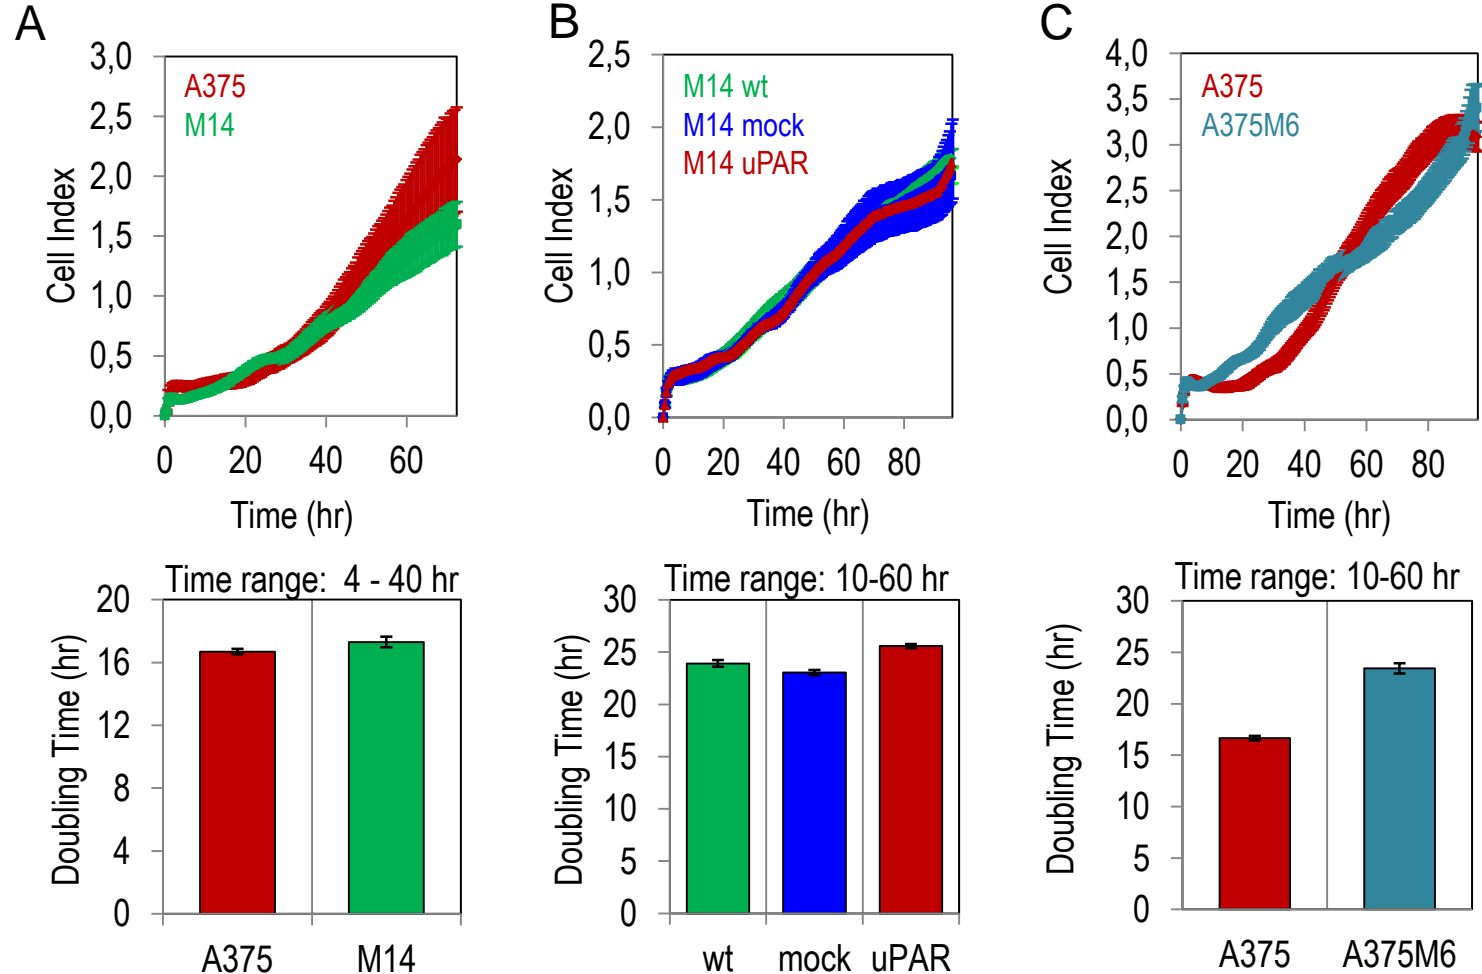 A
3,0
2,5
2,0
1,5
1,0
0,5
0,0
Cell Index
A375
M14
0 20 40 60
Time (hr)
B
2,5
2,0
1,5
1,0
0,5
0,0
Cell Index
M14 wt
M14 mock
M14 uPAR
0 20 40 60 80
Time (hr)
C
4,0
3,5
3,0
2,5
2,0
1,5
1,0
0,5
0,0
Cell Index
A375
A375M6
0 20 40 60 80
Time (hr)
Time range: 4 - 40 hr
20
16
12
8
4
0
Doubling Time (hr)
A375 M14
Time range: 10-60 hr
30
25
20
15
10
5
0
Doubling Time (hr)
wt mock uPAR
Time range: 10-60 hr
30
25
20
15
10
5
0
Doubling Time (hr)
A375 A375M6